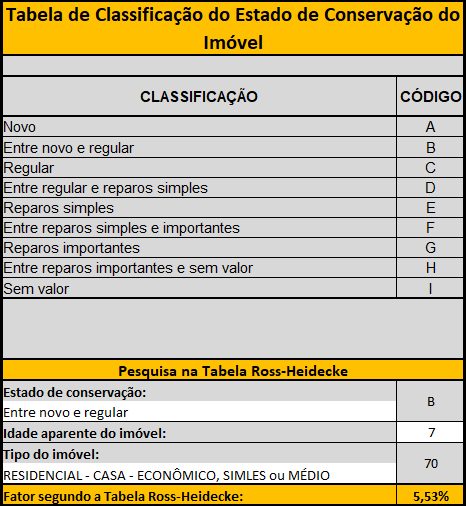 Tabela de Classificação do Estado de Conservação do
Imóvel
CLASSIFICAÇÃO CÓDIGO
Novo A
Entre novo e regular B
Regular C
Entre regular e reparos simples D
Reparos simples E
Entre reparos simples e importantes F
Reparos importantes G
Entre reparos importantes e sem valor H
Sem valor I
Pesquisa na Tabela Ross-Heidecke
Estado de conservação:
Entre novo e regular B
Idade aparente do imóvel: 7
Tipo do imóvel:
RESIDENCIAL - CASA - ECONÔMICO, SIMLES ou MÉDIO 70
Fator segundo a Tabela Ross-Heidecke: 5,53%